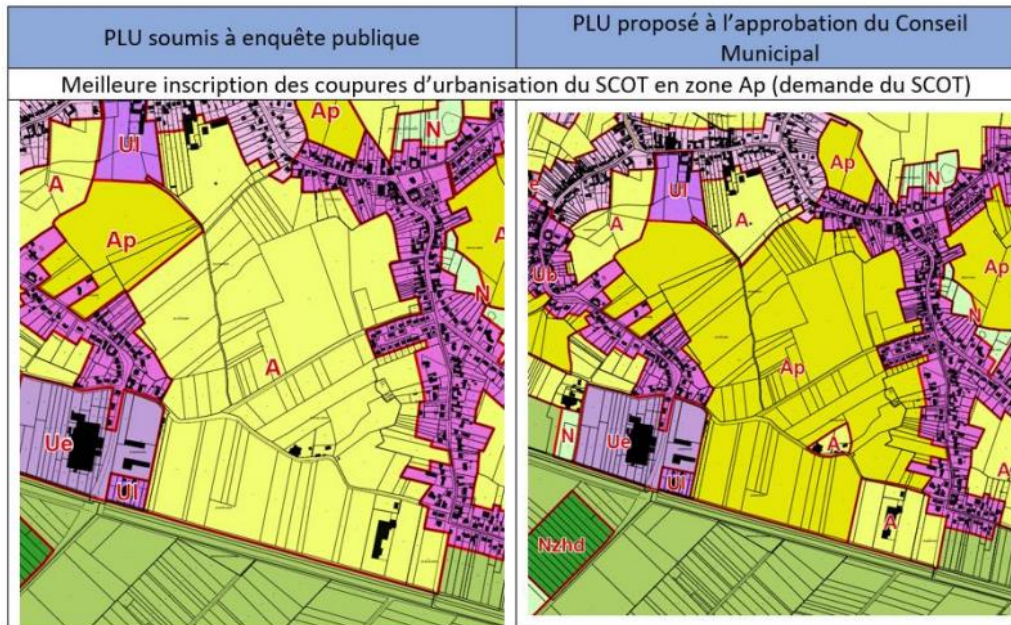 PLU soumis à enquête publique
PLU proposé à l'approbation du Conseil
Municipal
Meilleure inscription des coupures d'urbanisation du SCOT en zone Ap (demande du SCOT)
Ap
Ul
N
A
Ap
A
N
A
Ue
Ul
Ap
N
e
Ul
A
A
Ap
Ub
N
Ap
A
N
Ue
Ul
A
A
Nzhd